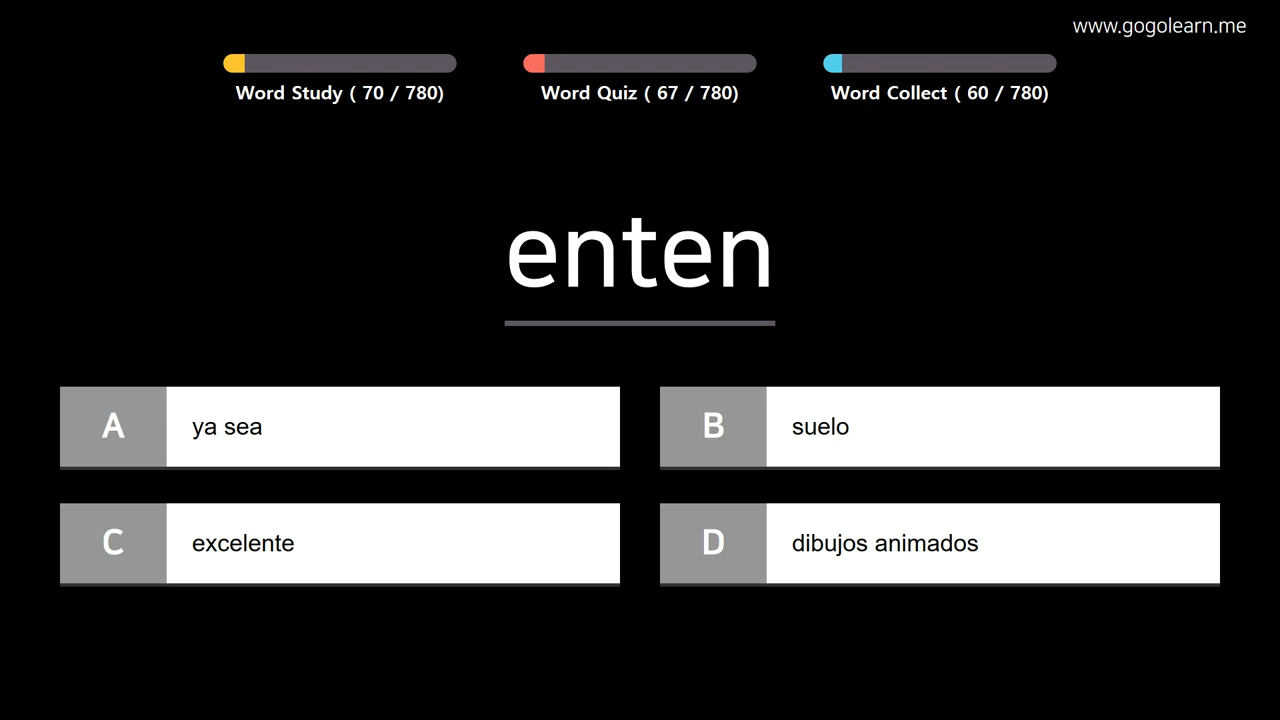 www.gogolearn.me
Word Study ( 70 / 780)
Word Quiz ( 67 / 780)
Word Collect ( 60 / 780)
enten
A ya sea
B suelo
C excelente
D dibujos animados